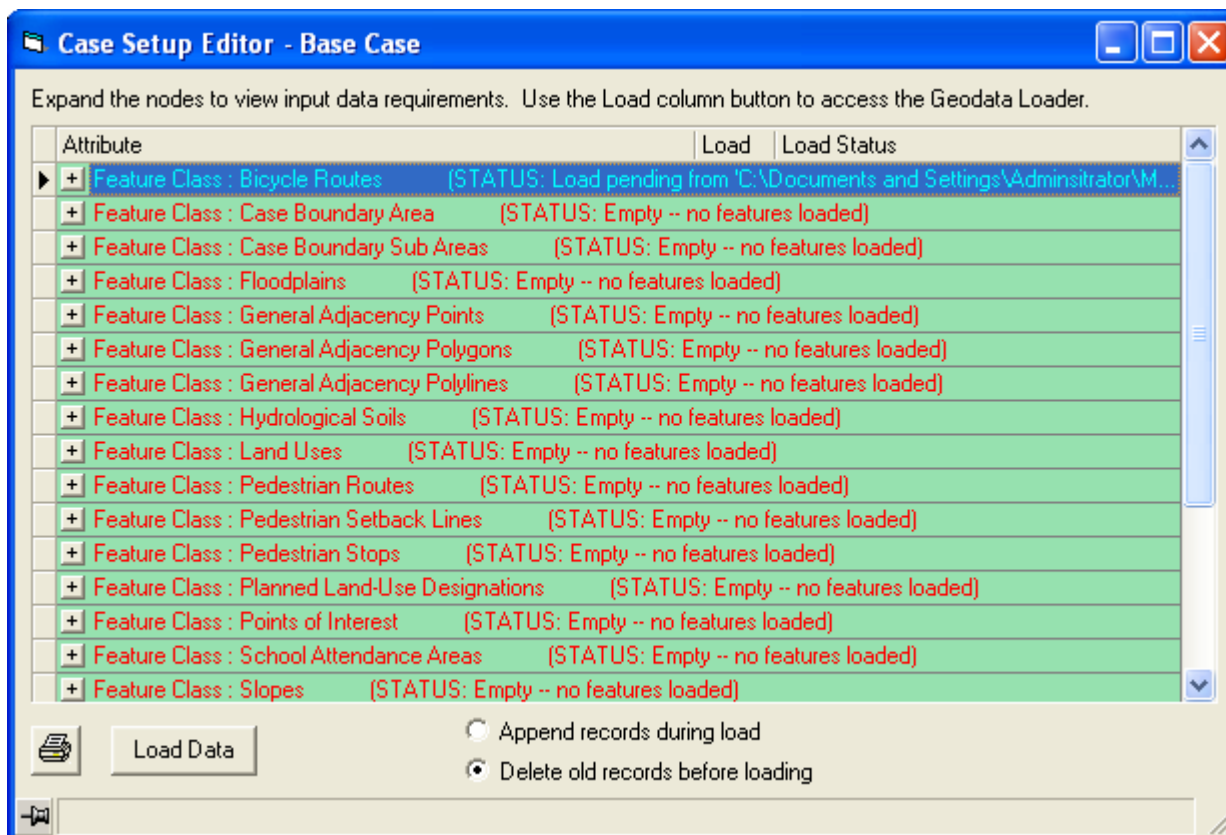 Case Setup Editor - Base Case
Expand the nodes to view input data requirements. Use the Load column button to access the Geodata Loader.
Attribute Load Load Status
Feature Class : Bicycle Routes (STATUS: Load pending from 'C:\Documents and Settings\Adminsitrator\M...
Feature Class : Case Boundary Area (STATUS: Empty -- no features loaded)
Feature Class : Case Boundary Sub Areas (STATUS: Empty -- no features loaded)
Feature Class : Floodplains (STATUS: Empty -- no features loaded)
Feature Class : General Adjacency Points (STATUS: Empty -- no features loaded)
Feature Class : General Adjacency Polygons (STATUS: Empty -- no features loaded)
Feature Class : General Adjacency Polylines (STATUS: Empty -- no features loaded)
Feature Class : Hydrological Soils (STATUS: Empty -- no features loaded)
Feature Class : Land Uses (STATUS: Empty -- no features loaded)
Feature Class : Pedestrian Routes (STATUS: Empty -- no features loaded)
Feature Class : Pedestrian Setback Lines (STATUS: Empty -- no features loaded)
Feature Class : Pedestrian Stops (STATUS: Empty -- no features loaded)
Feature Class : Planned Land-Use Designations (STATUS: Empty -- no features loaded)
Feature Class : Points of Interest (STATUS: Empty -- no features loaded)
Feature Class : School Attendance Areas (STATUS: Empty -- no features loaded)
Feature Class : Slopes (STATUS: Empty -- no features loaded)
Load Data
Append records during load
Delete old records before loading